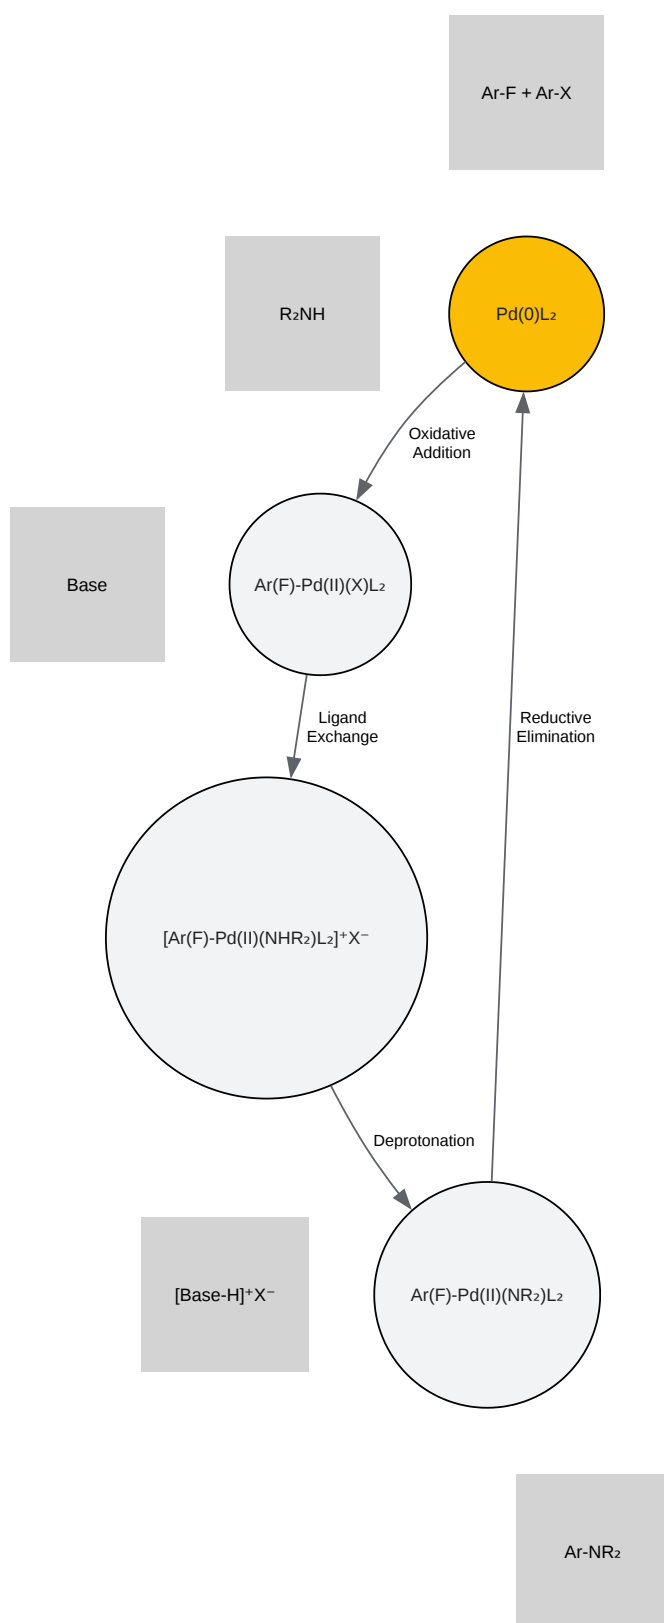 Ar-F + Ar-X
R₂NH
Pd(0)L₂
Oxidative
Addition
Base
Ar(F)-Pd(II)(X)L₂
Ligand
Exchange
Reductive
Elimination
[Ar(F)-Pd(II)(NHR₂)L₂]⁺X⁻
Deprotonation
[Base-H]⁺X⁻
Ar(F)-Pd(II)(NR₂)L₂
Ar-NR₂